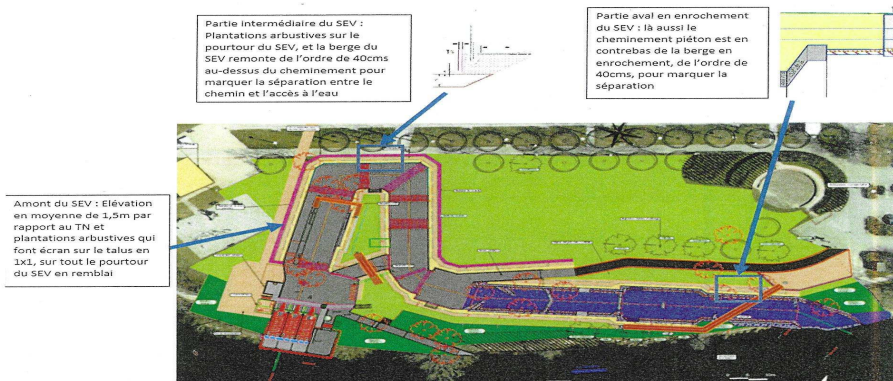 Partie intermédiaire du SEV :
Plantations arbustives sur le
pourtour du SEV, et la berge du
SEV remonte de l'ordre de 40cms
au-dessus du cheminement pour
marquer la séparation entre le
chemin et l'accès à l'eau
Partie aval en enrochement
du SEV : là aussi le
cheminement piéton est en
contrebas de la berge en
enrochement, de l'ordre de
40cms, pour marquer la
séparation
Amont du SEV : Elévation
en moyenne de 1,5m par
rapport au TN et
plantations arbustives qui
font écran sur le talus en
1x1, sur tout le pourtour
du SEV en remblai